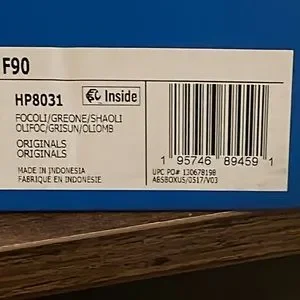 F90
HP8031
Inside
FOCOLI/GREONE/SHAOLI
OLIFOC/GRISUN/OLIOMB
ORIGINALS
ORIGINALS
MADE IN INDONESIA
FABRIQUE EN INDONESIE
1 95746 89459 1
UPC PO# 130678198
ABSBOXUS/0517/V03